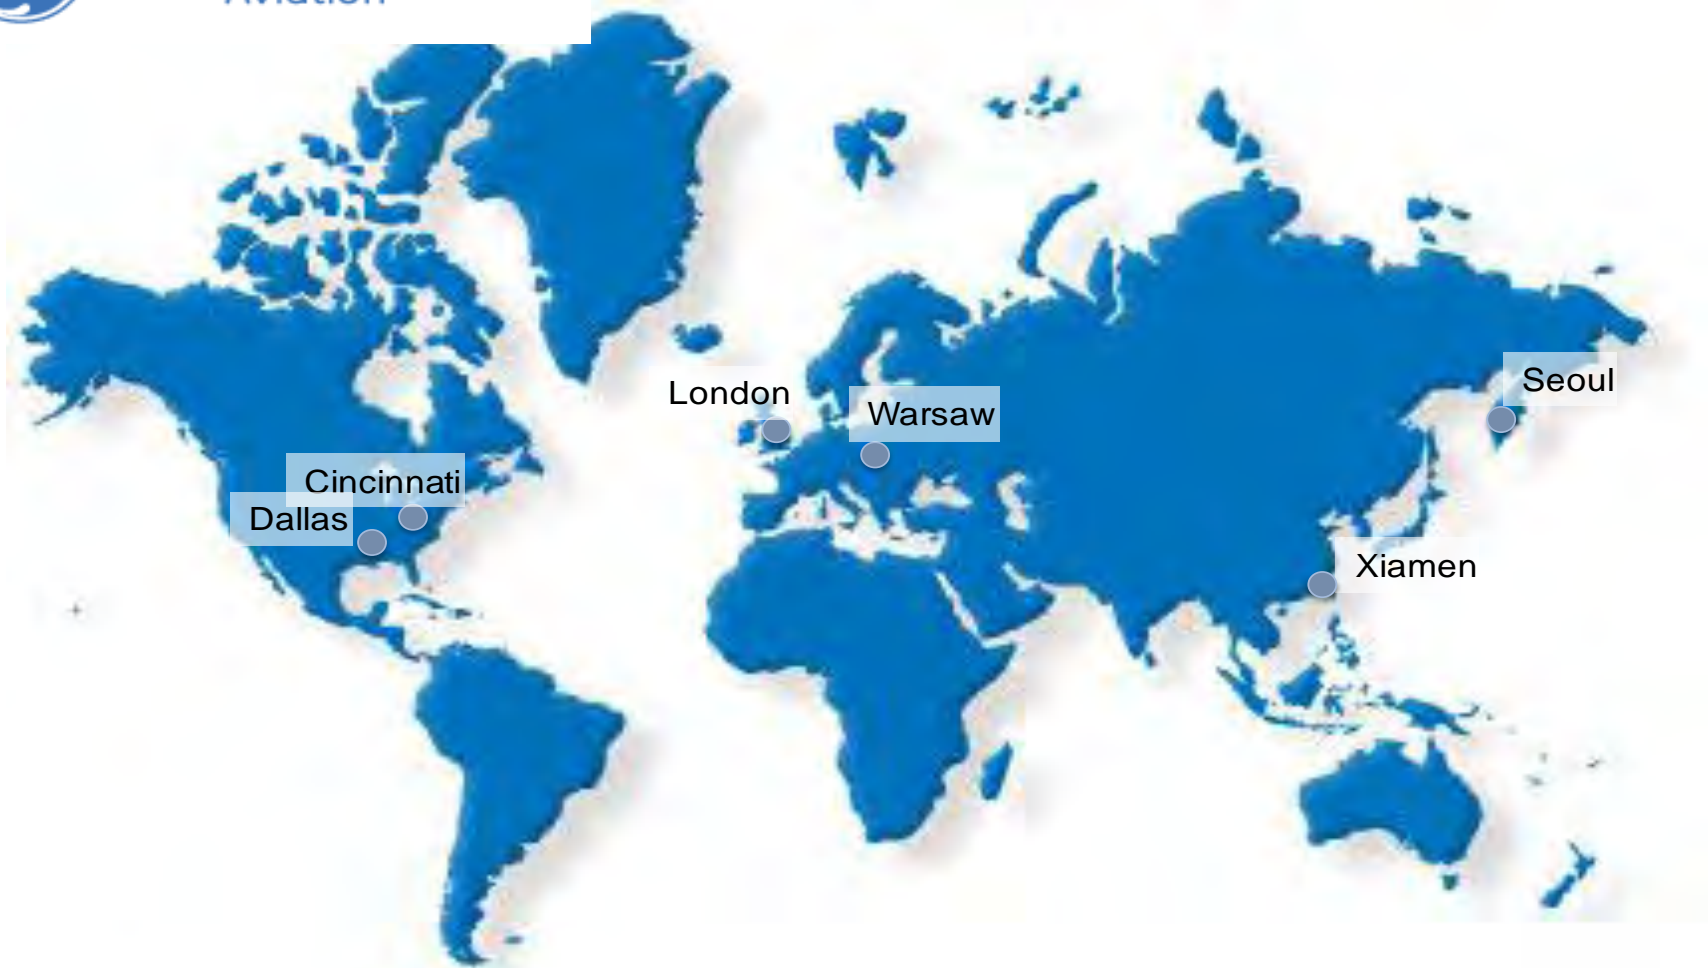 Aviation
London
Seoul
Warsaw
Cincinnati
Dallas
Xiamen